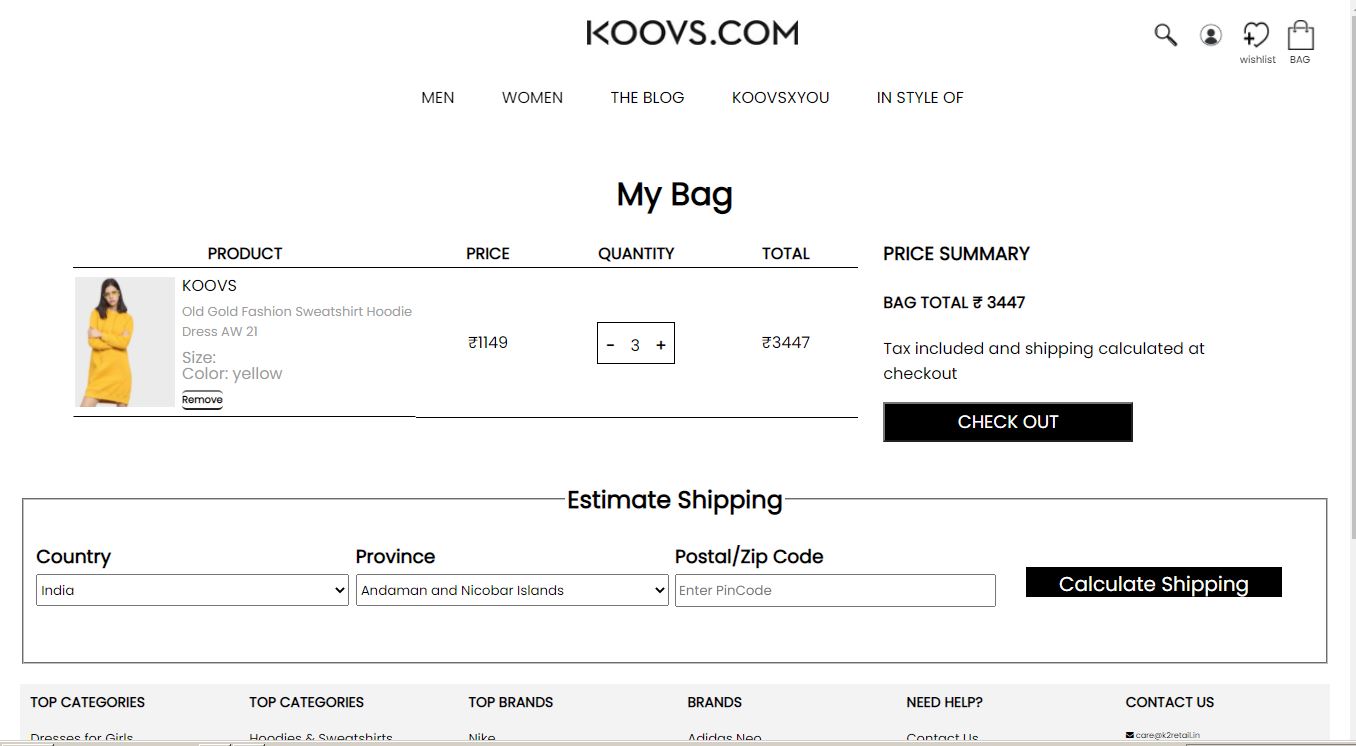 KOOVS.COM
wishlist
BAG
MEN WOMEN THE BLOG KOOVSXYOU IN STYLE OF
My Bag
PRODUCT PRICE QUANTITY TOTAL
KOOVS
Old Gold Fashion Sweatshirt Hoodie
Dress AW 21
Size:
Color: yellow
Remove
₹1149
- 3 +
₹3447
PRICE SUMMARY
BAG TOTAL ₹ 3447
Tax included and shipping calculated at
checkout
CHECK OUT
Estimate Shipping
Country
India
Province
Andaman and Nicobar Islands
Postal/Zip Code
Enter PinCode
Calculate Shipping
TOP CATEGORIES TOP CATEGORIES TOP BRANDS BRANDS NEED HELP? CONTACT US
Dresses for Girls Hoodies & Sweatshirts Nike Adidas Neo Contact Us care@k2retail.in